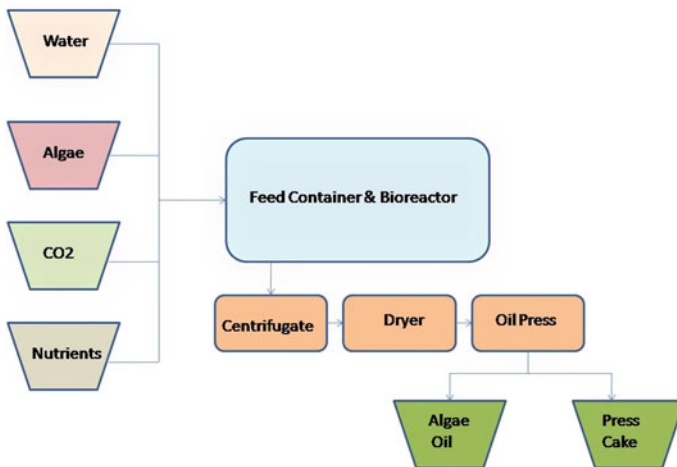 Water
Algae
CO2
Nutrients
Feed Container & Bioreactor
Centrifugate
Dryer
Oil Press
Algae
Oil
Press
Cake